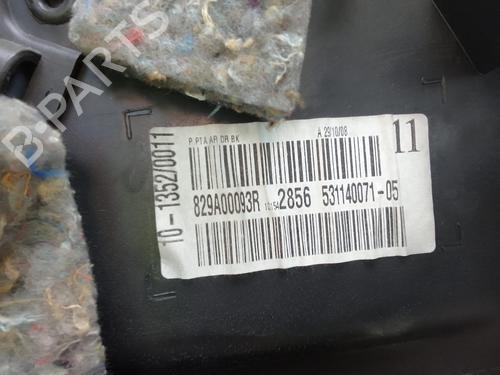 B-PARTS
P PTA AR DR BK
A 29/10/08
11
10-1352/0011
829A00093R
2856
531140071-05